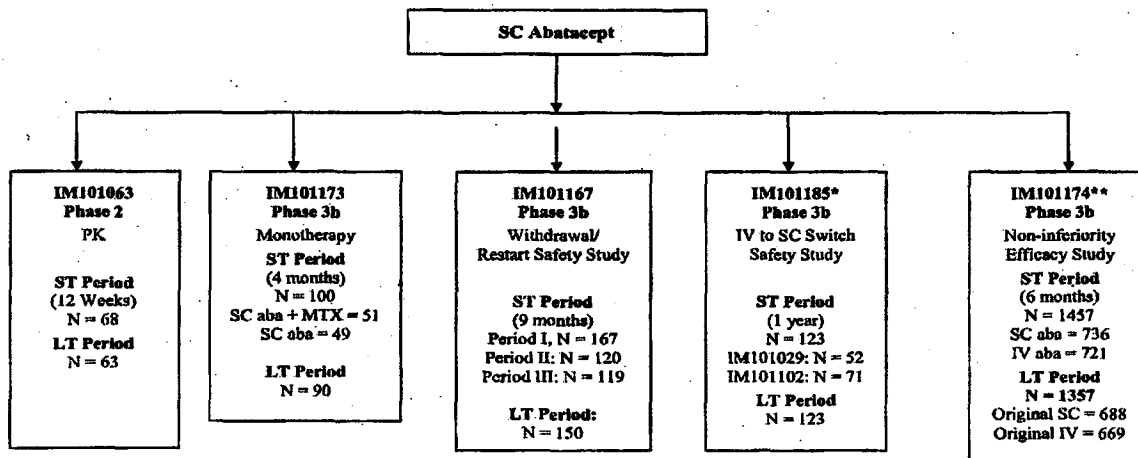 SC Abatacept
IM101063
Phase 2
PK
ST Period
(12 Weeks)
N = 68
LT Period
N = 63
IM101173
Phase 3b
Monotherapy
ST Period
(4 months)
N = 100
SC aba + MTX = 51
SC aba = 49
LT Period
N = 90
IM101167
Phase 3b
Withdrawal/
Restart Safety Study
ST Period
(9 months)
Period I, N = 167
Period II: N = 120
Period III: N = 119
LT Period:
N = 150
IM101185*
Phase 3b
IV to SC Switch
Safety Study
ST Period
(1 year)
N = 123
IM101029: N = 52
IM101102: N = 71
LT Period
N = 123
IM101174**
Phase 3b
Non-inferiority
Efficacy Study
ST Period
(6 months)
N = 1457
SC aba = 736
IV aba = 721
LT Period
N = 1357
Original SC = 688
Original IV = 669